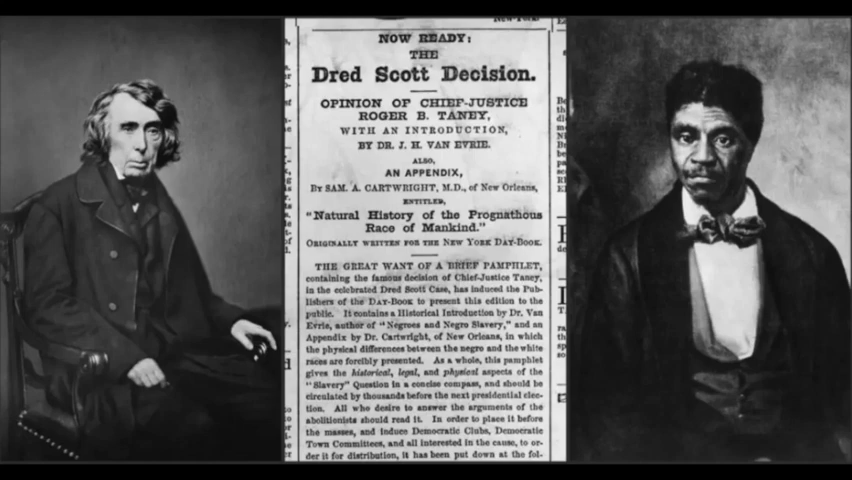 New-York.
NOW READY:
THE
Dred Scott Decision.
OPINION OF CHIEF-JUSTICE
ROGER B. TANEY,
WITH AN INTRODUCTION,
BY DR. J. H. VAN EVRIE.
ALSO,
AN APPENDIX,
BY SAM. A. CARTWRIGHT, M.D., of New Orleans,
ENTITLED,
"Natural History of the Prognathous
Race of Mankind."
ORIGINALLY WRITTEN FOR THE NEW YORK DAY-BOOK.
THE GREAT WANT OF A BRIEF PAMPHLET,
containing the famous decision of Chief-Justice Taney,
in the celebrated Dred Scott Case, has induced the Pub-
lishers of the DAY-BOOK to present this edition to the
public. It contains a Historical Introduction by Dr. Van
Evrie, author of "Negroes and Negro Slavery," and an
Appendix by Dr. Cartwright, of New Orleans, in which
the physical differences between the negro and the white
races are forcibly presented. As a whole, this pamphlet
gives the historical, legal, and physical aspects of the
"Slavery" Question in a concise compass, and should be
circulated by thousands before the next presidential elec-
tion. All who desire to answer the arguments of the
abolitionists should read it. In order to place it before
the masses, and induce Democratic Clubs, Democratic
Town Committees, and all interested in the cause, to or-
der it for distribution, it has been put down at the fol-